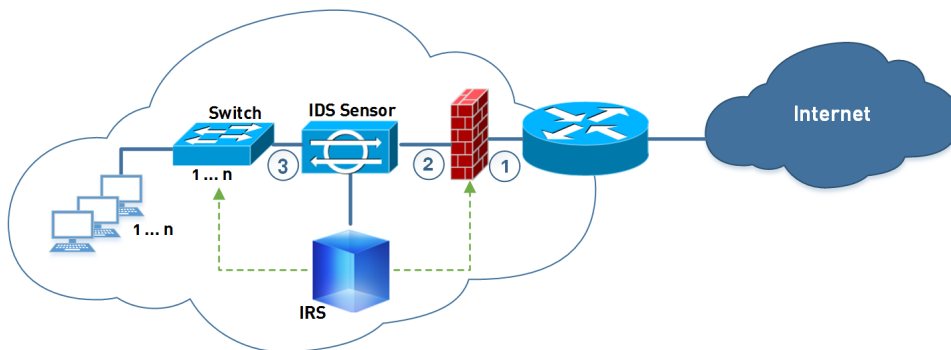 Switch
IDS Sensor
Internet
3
2
1
1 ... n
1 ... n
IRS